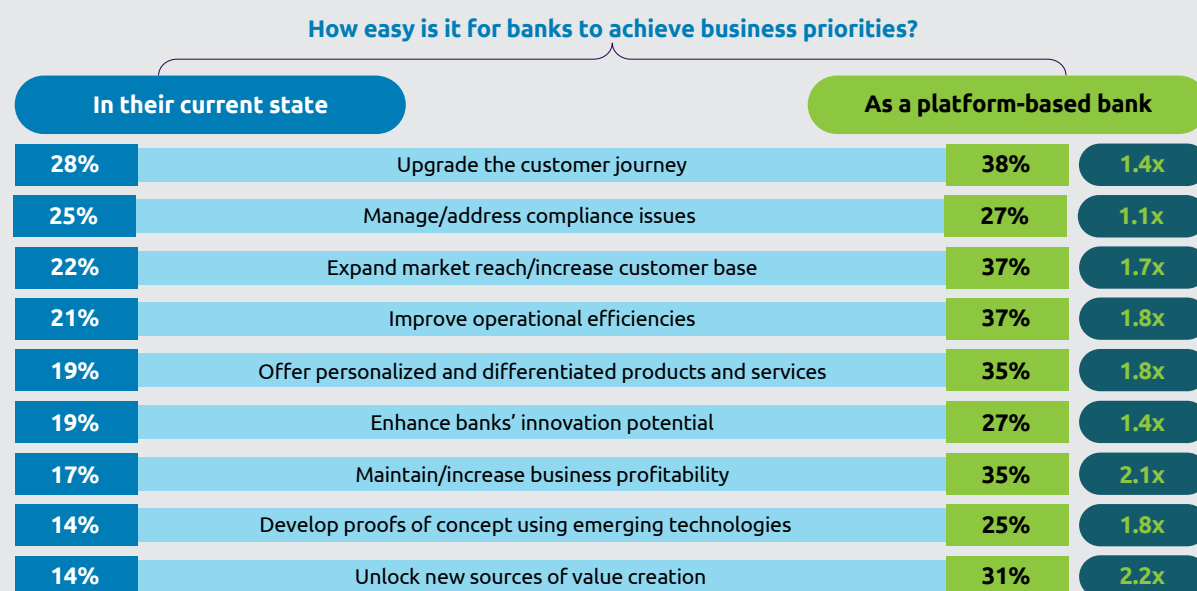 How easy is it for banks to achieve business priorities?
In their current state
As a platform-based bank
28% Upgrade the customer journey 38% 1.4x
25% Manage/address compliance issues 27% 1.1x
22% Expand market reach/increase customer base 37% 1.7x
21% Improve operational efficiencies 37% 1.8x
19% Offer personalized and differentiated products and services 35% 1.8x
19% Enhance banks’ innovation potential 27% 1.4x
17% Maintain/increase business profitability 35% 2.1x
14% Develop proofs of concept using emerging technologies 25% 1.8x
14% Unlock new sources of value creation 31% 2.2x